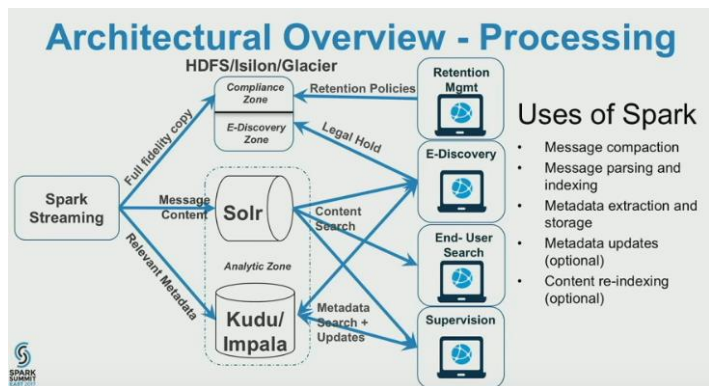 Architectural Overview - Processing
HDFS/Isilon/Glacier
Compliance
Zone
E-Discovery
Zone
Retention Policies
Retention
Mgmt
Legal Hold
Full fidelity copy
E-Discovery
Spark
Streaming
Message
Content
Solr
Content
Search
End- User
Search
Relevant Metadata
Analytic Zone
Kudu/
Impala
Metadata
Search +
Updates
Supervision
Uses of Spark
• Message compaction
• Message parsing and
indexing
• Metadata extraction and
storage
• Metadata updates
(optional)
• Content re-indexing
(optional)
SPARK
SUMMIT
EAST 2017